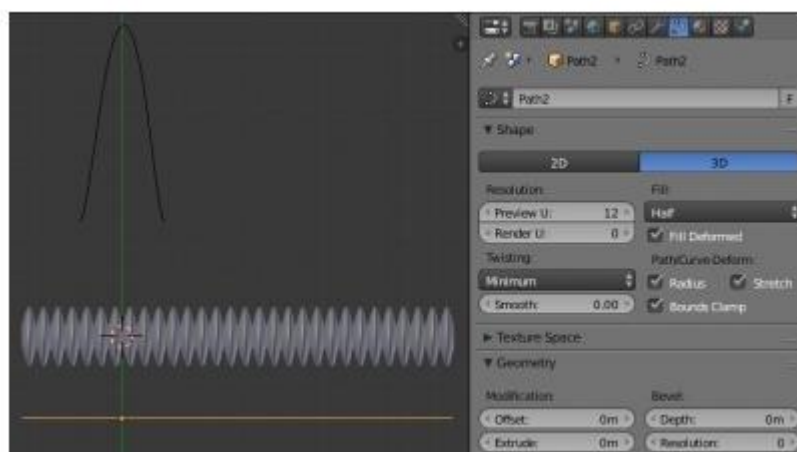 Path2 Path2
Path2 F
Shape
2D 3D
Resolution: Fill:
Preview U: 12 Half
Render U: 0 Fill Deformed
Twisting: Path/Curve-Deform:
Minimum Radius Stretch
Smooth: 0.00 Bounds Clamp
Texture Space
Geometry
Modification: Bevel:
Offset: 0m Depth: 0m
Extrude: 0m Resolution: 0